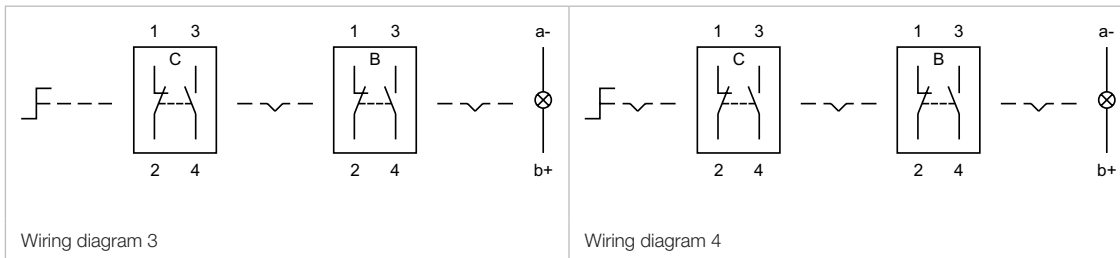 1 3 1 3 a-
C B
2 4 2 4 b+
Wiring diagram 3
1 3 1 3 a-
C B
2 4 2 4 b+
Wiring diagram 4